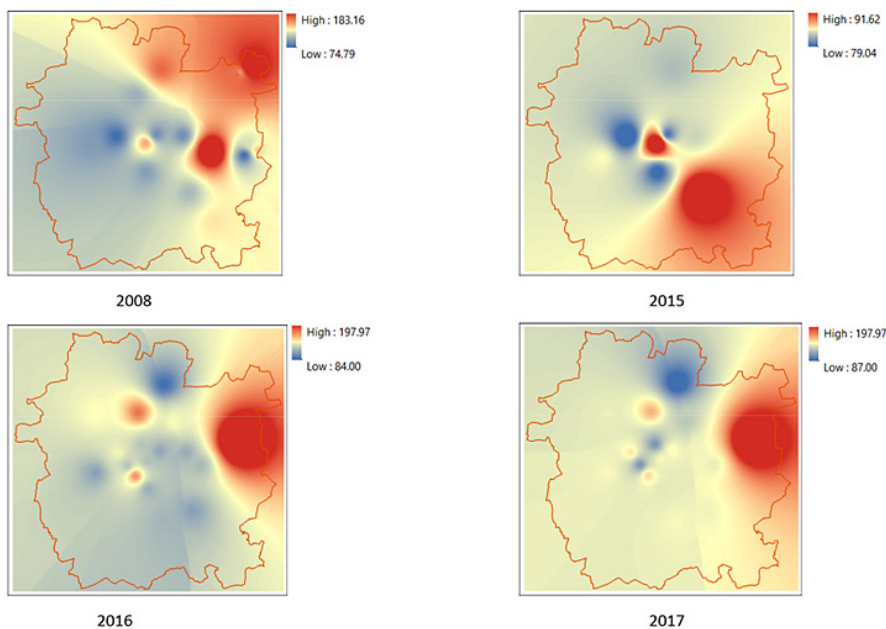 High : 183.16
Low : 74.79
2008
High : 91.62
Low : 79.04
2015
High : 197.97
Low : 84.00
2016
High : 197.97
Low : 87.00
2017